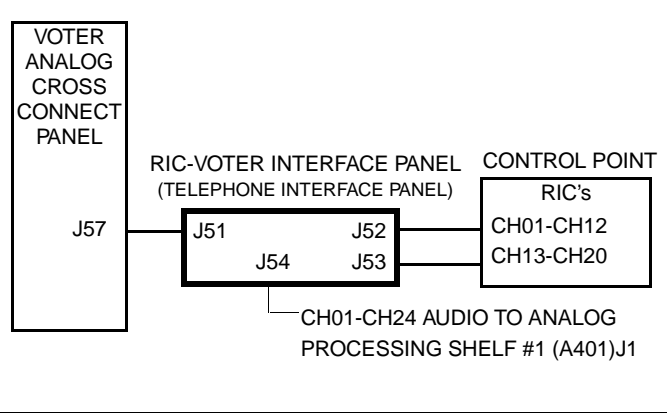 VOTER
ANALOG
CROSS
CONNECT
PANEL
J57
RIC-VOTER INTERFACE PANEL
(TELEPHONE INTERFACE PANEL)
J51
J52
J54
J53
CONTROL POINT
RIC's
CH01-CH12
CH13-CH20
CH01-CH24 AUDIO TO ANALOG
PROCESSING SHELF #1 (A401)J1